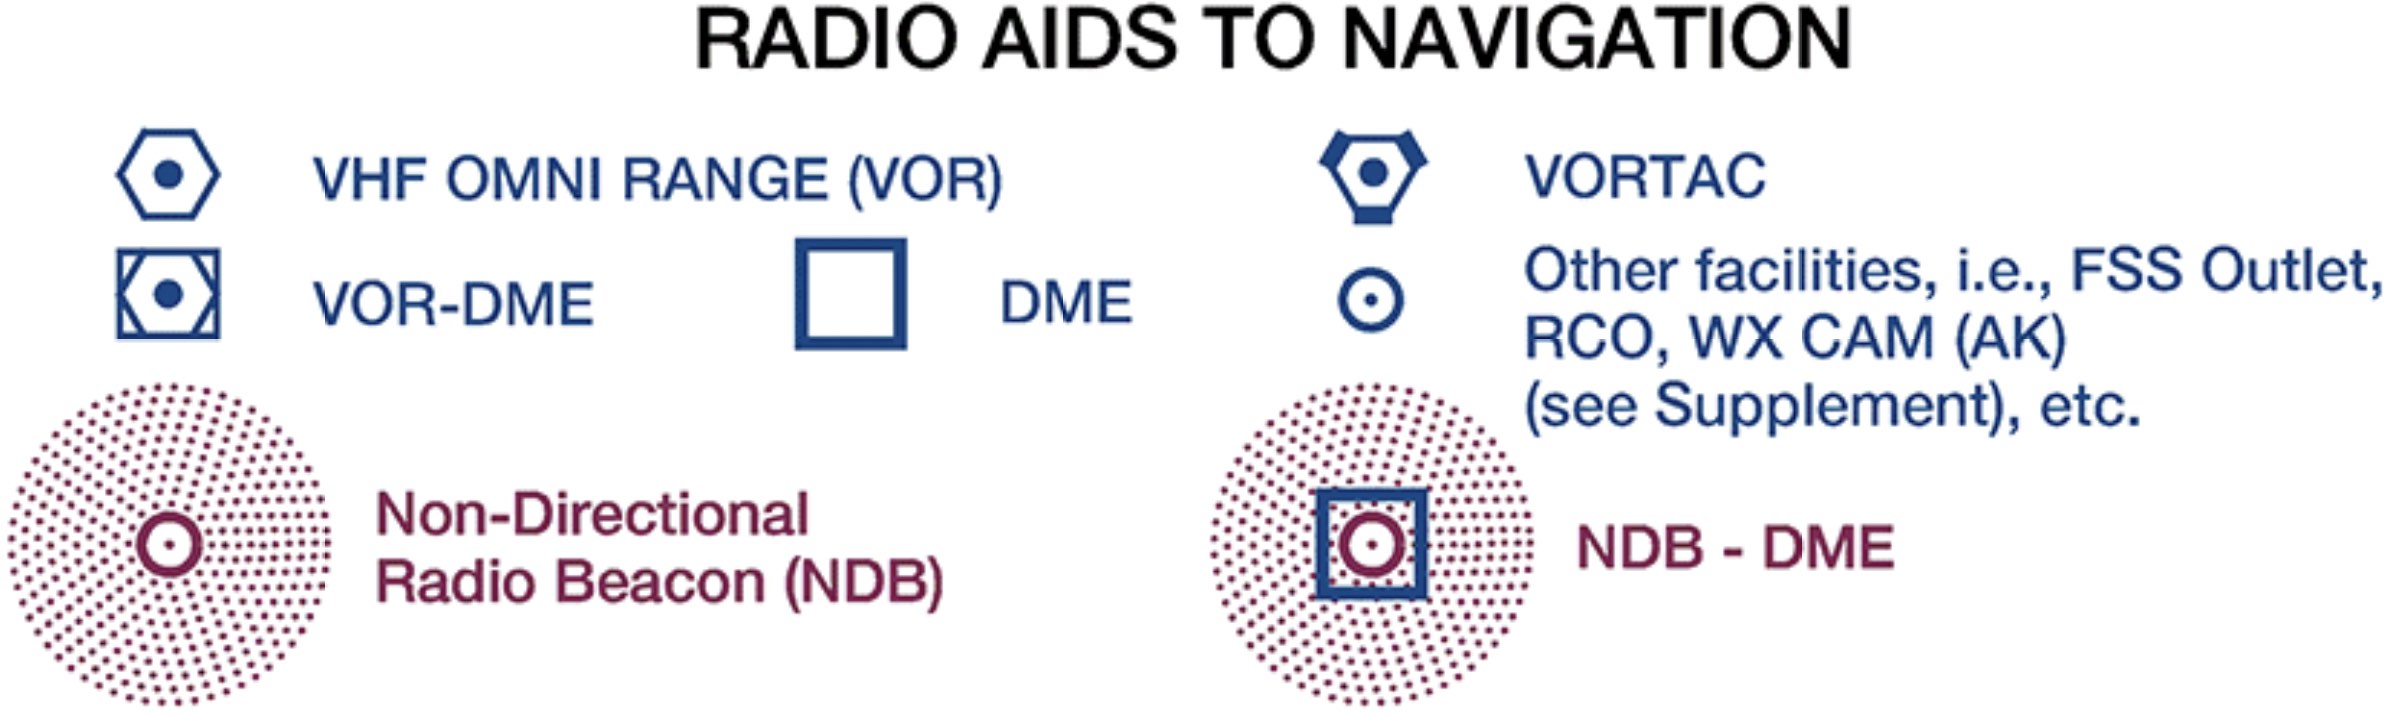 RADIO AIDS TO NAVIGATION
VHF OMNI RANGE (VOR)
VORTAC
VOR-DME
DME
Other facilities, i.e., FSS Outlet,
RCO, WX CAM (AK)
(see Supplement), etc.
Non-Directional
Radio Beacon (NDB)
NDB - DME